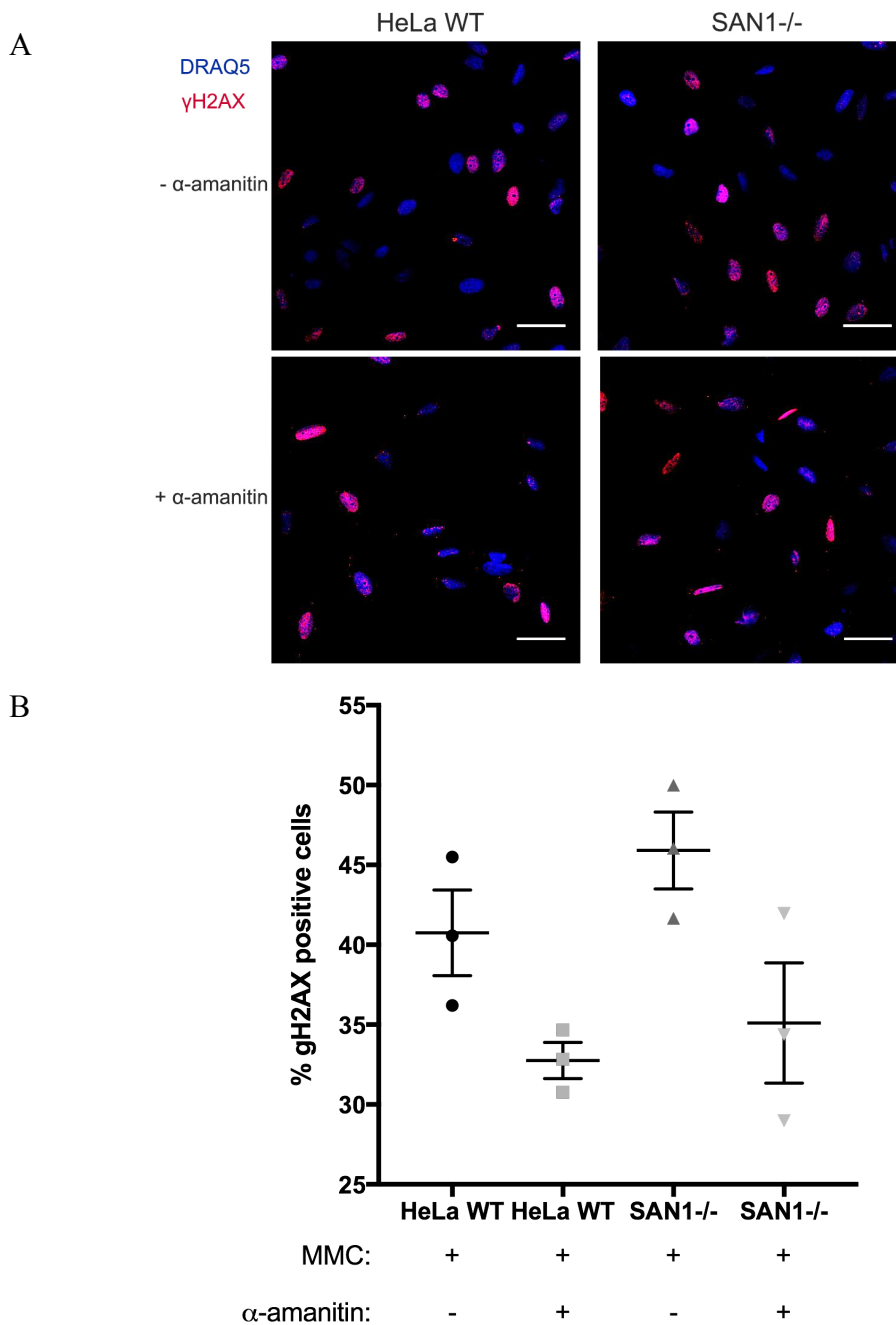 A
HeLa WT
SAN1-/-
DRAQ5
γH2AX
- α-amanitin
+ α-amanitin
B
% gH2AX positive cells
55
50
45
40
35
30
25
HeLa WT HeLa WT SAN1-/- SAN1-/-
MMC: + + + +
α-amanitin: - + - +